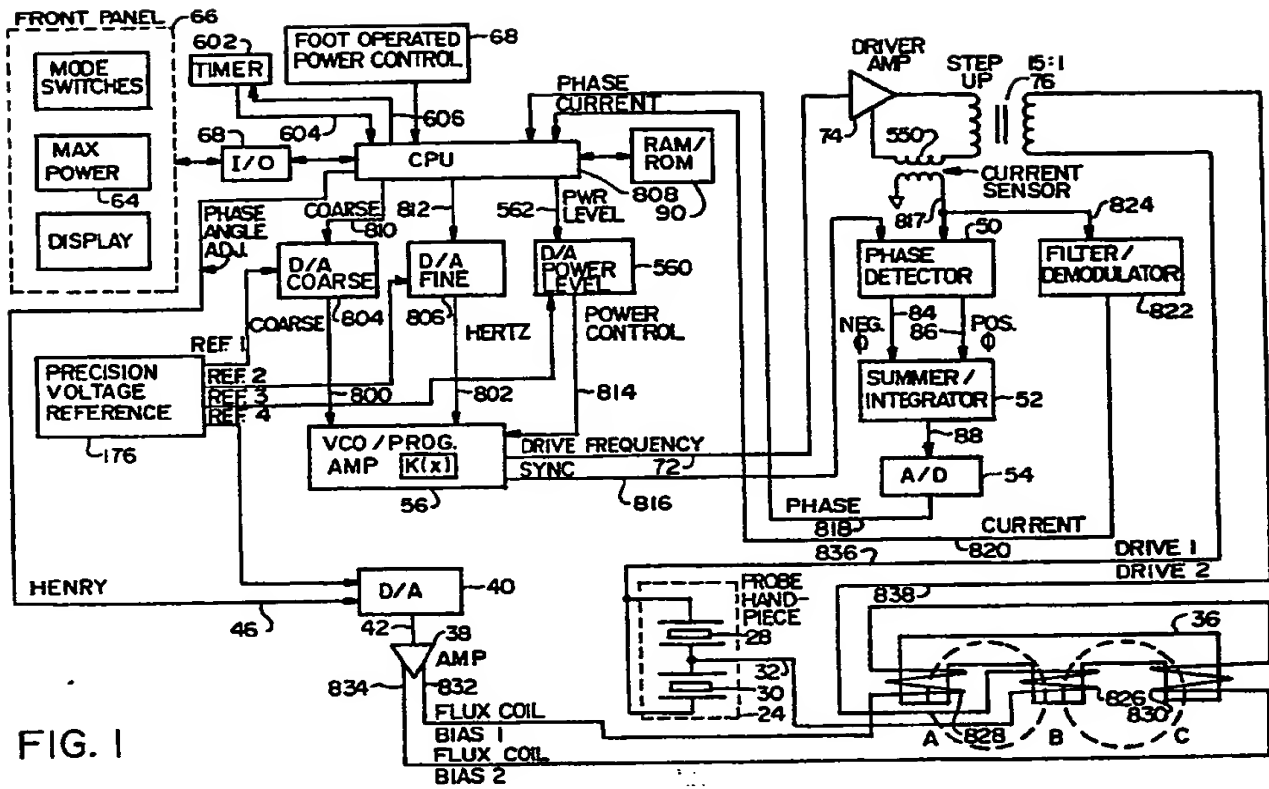 FRONT PANEL
66
MODE
SWITCHES
MAX
POWER
64
DISPLAY
602
TIMER
604
606
FOOT OPERATED
POWER CONTROL
68
68
I/O
CPU
808
RAM/
ROM
90
PHASE
CURRENT
PHASE
ANGLE
ADJ.
COARSE
810
812
562
PWR
LEVEL
D/A
COARSE
804
D/A
FINE
806
D/A
POWER
LEVEL
560
COARSE
HERTZ
POWER
CONTROL
REF. 1
REF. 2
REF. 3
REF. 4
PRECISION
VOLTAGE
REFERENCE
176
800
802
814
VCO/PROG.
AMP K(x)
56
DRIVE FREQUENCY
72
SYNC
816
DRIVER
AMP
74
STEP
UP
15:1
76
550
CURRENT
SENSOR
817
824
50
PHASE
DETECTOR
FILTER/
DEMODULATOR
822
NEG.
Φ
84
86
POS.
Φ
SUMMER/
INTEGRATOR
52
88
A/D
54
PHASE
818
CURRENT
820
836
DRIVE 1
DRIVE 2
838
HENRY
46
D/A
40
42
38
AMP
834
832
FLUX COIL
BIAS 1
FLUX COIL
BIAS 2
PROBE
HAND-
PIECE
28
32
30
24
36
826
828
830
A
B
C
FIG. 1